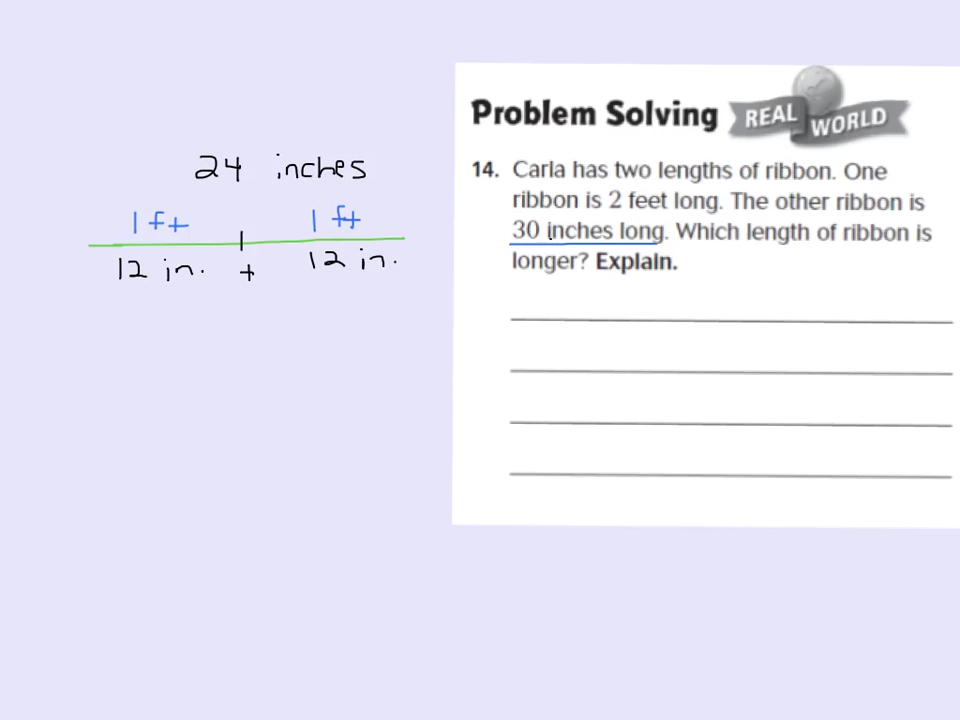 24 inches
1 ft 1 ft
12 in. + 12 in.
Problem Solving REAL WORLD
14. Carla has two lengths of ribbon. One
ribbon is 2 feet long. The other ribbon is
30 inches long. Which length of ribbon is
longer? Explain.